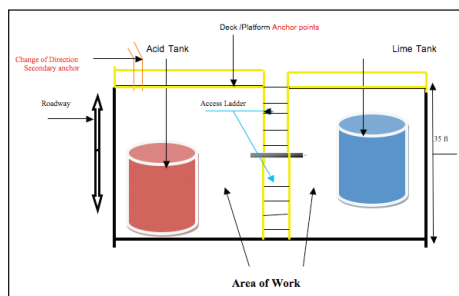 Deck /Platform Anchor points
Acid Tank
Lime Tank
Change of Direction
Secondary anchor
Roadway
Access Ladder
35 ft
Area of Work